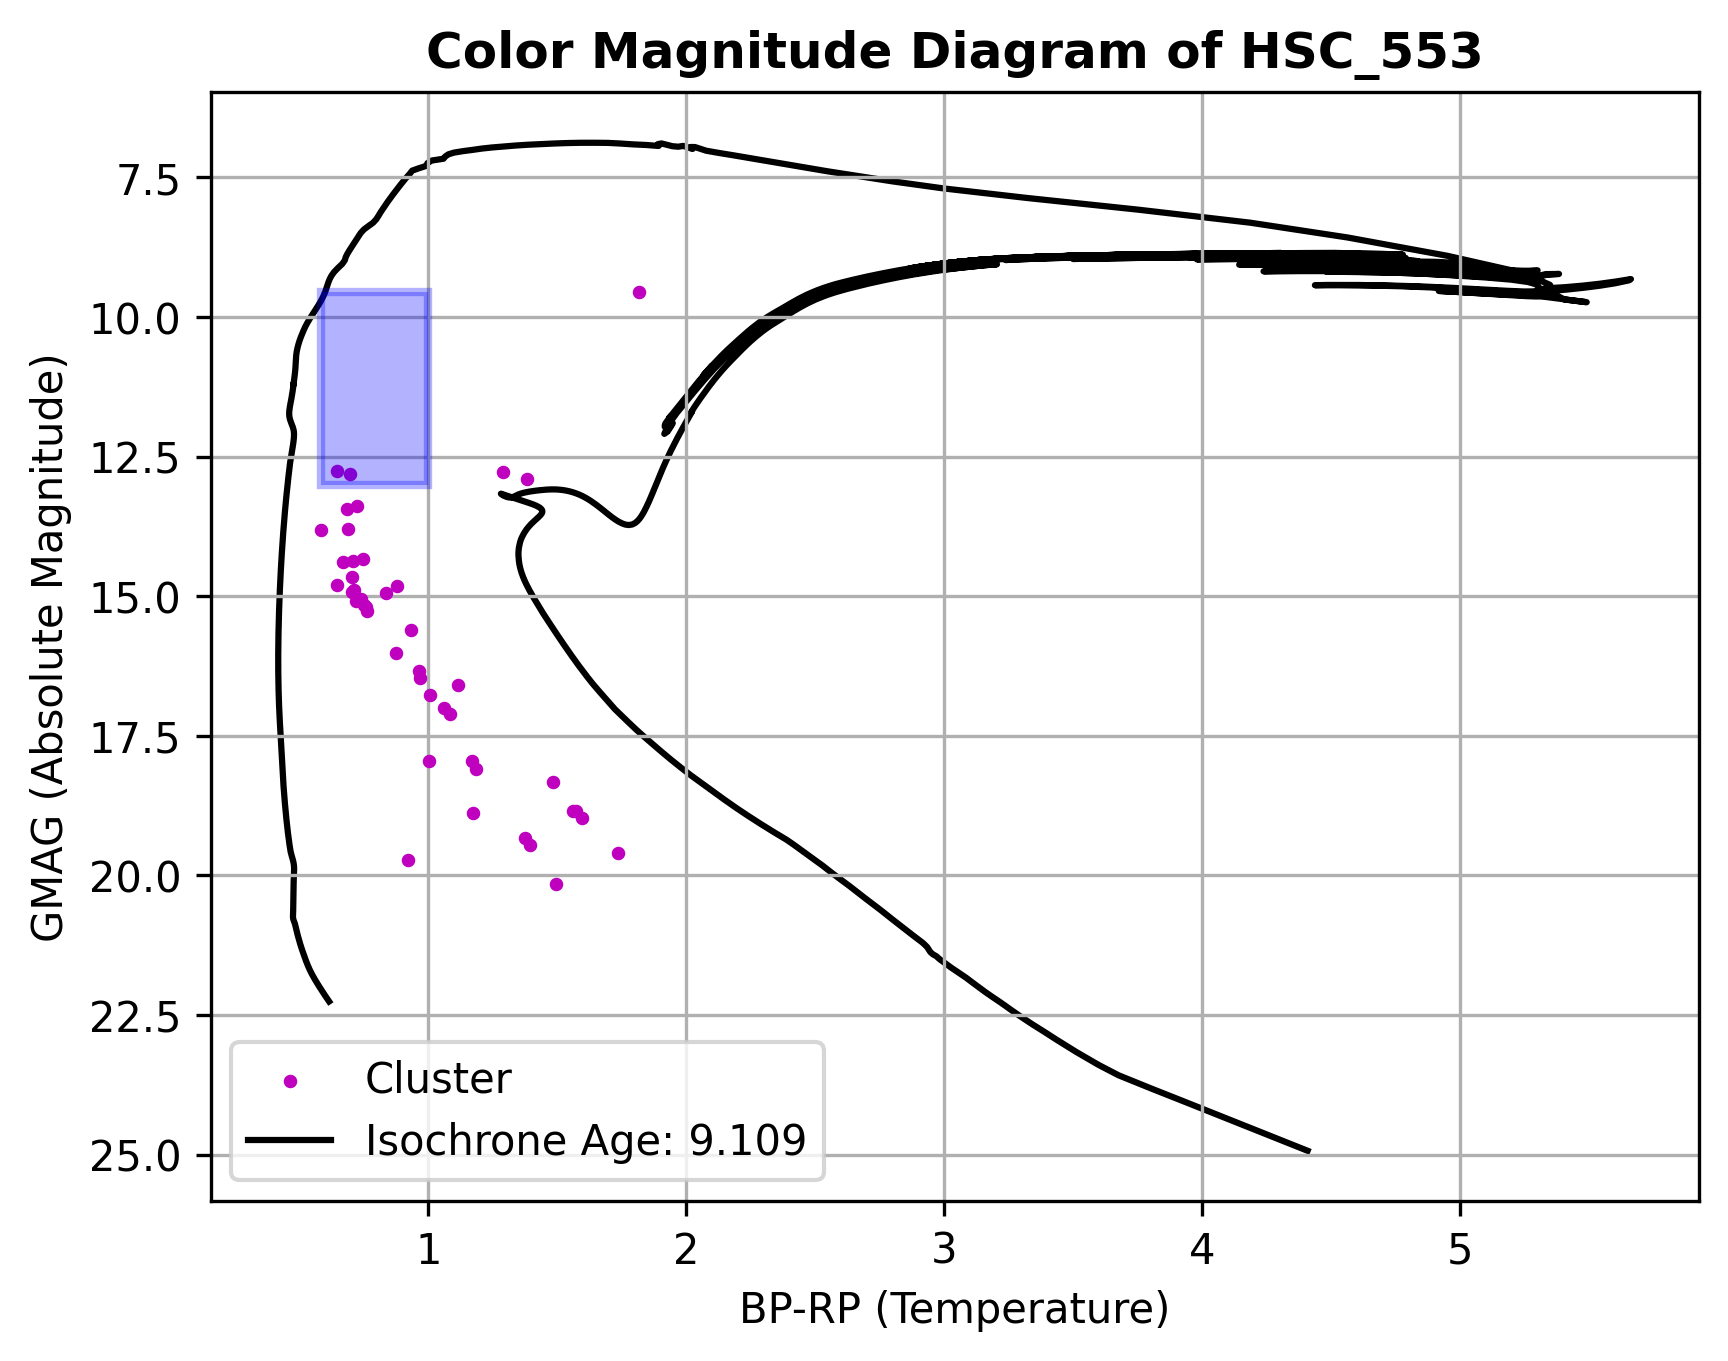 Color Magnitude Diagram of HSC_553
GMAG (Absolute Magnitude)
7.5
10.0
12.5
15.0
17.5
20.0
22.5
25.0
Cluster
Isochrone Age: 9.109
1 2 3 4 5
BP-RP (Temperature)